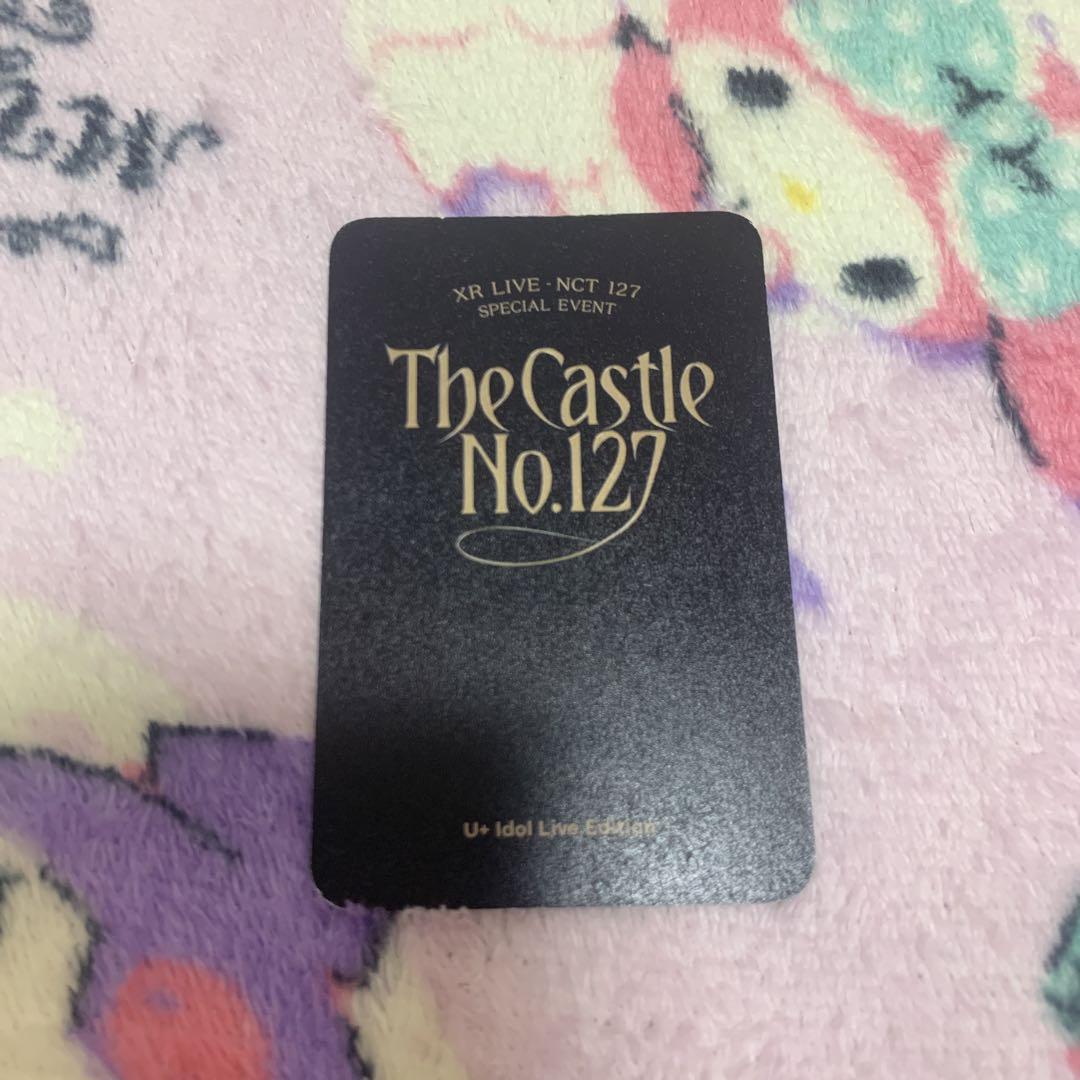 XR LIVE · NCT 127
SPECIAL EVENT
The Castle
No.127
U+ Idol Live Edition